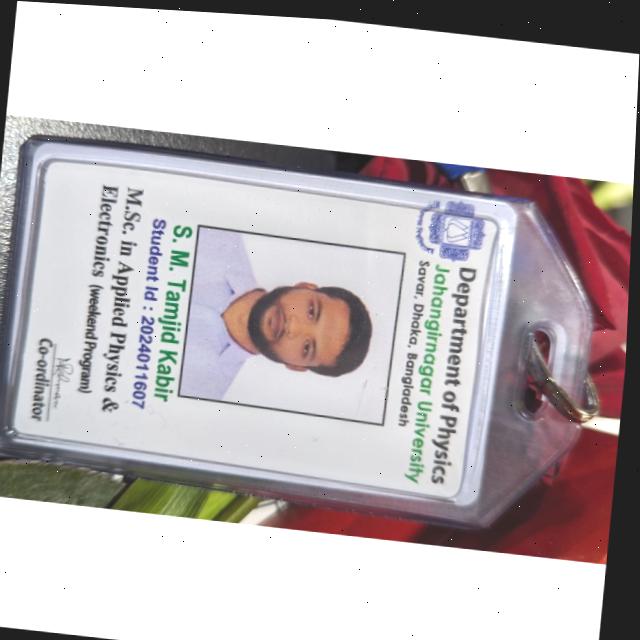 Department of Physics
Jahangirnagar University
Savar, Dhaka, Bangladesh
S. M. Tamjid Kabir
Student Id : 2024011607
M.Sc. in Applied Physics &
Electronics (weekend Program)
Co-ordinator